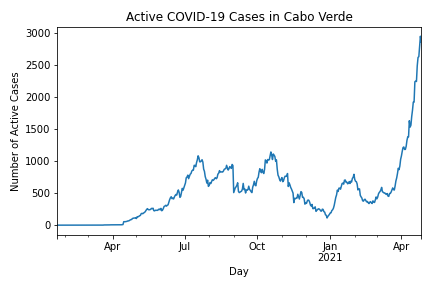 Active COVID-19 Cases in Cabo Verde
3000
2500
2000
1500
1000
500
0
Number of Active Cases
Apr
Jul
Oct
Jan
2021
Apr
Day